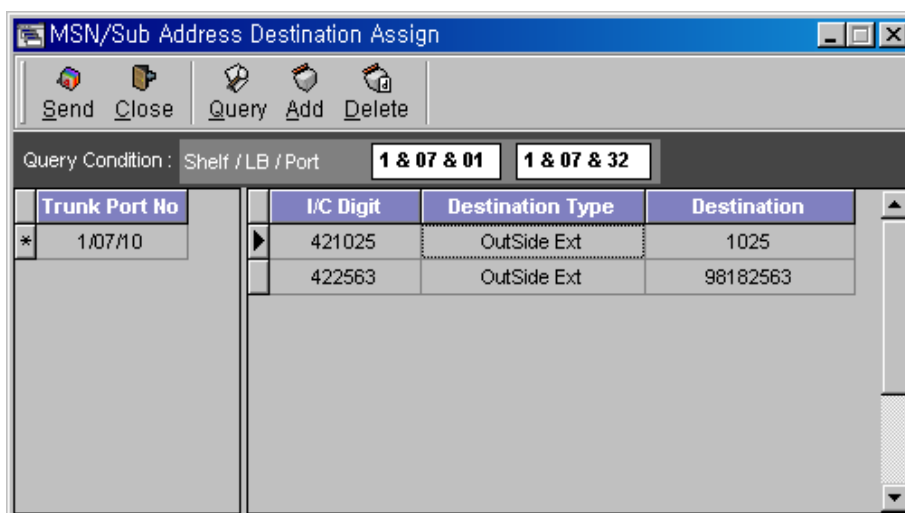 MSN/Sub Address Destination Assign
Send Close Query Add Delete
Query Condition : Shelf / LB / Port 1 & 07 & 01 1 & 07 & 32
Trunk Port No I/C Digit Destination Type Destination
* 1/07/10 421025 OutSide Ext 1025
422563 OutSide Ext 98182563